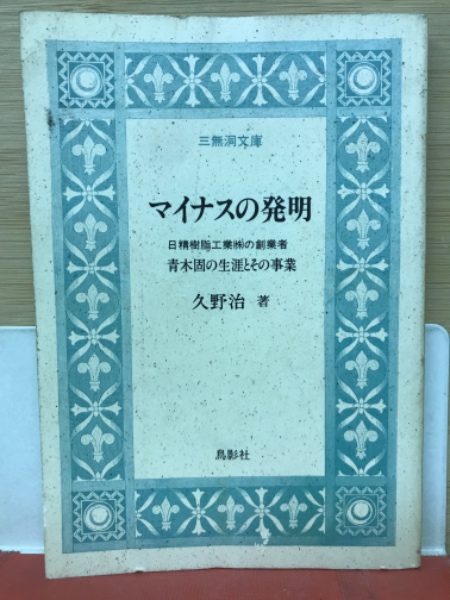 三無洞文庫
マイナスの発明
日精樹脂工業㈱の創業者
青木固の生涯とその事業
久野治 著
鳥影社